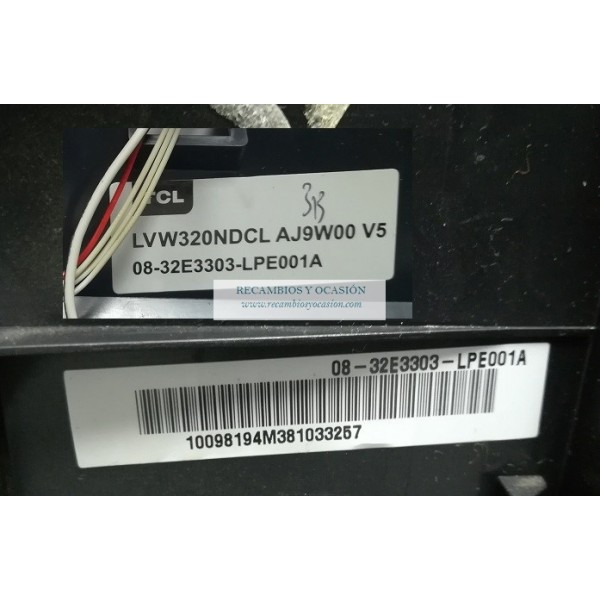 TCL
3B
LVW320NDCL AJ9W00 V5
08-32E3303-LPE001A
RECAMBIOS Y OCASIÓN
www.recambiosyocasion.com
08-32E3303-LPE001A
10098194M381033257